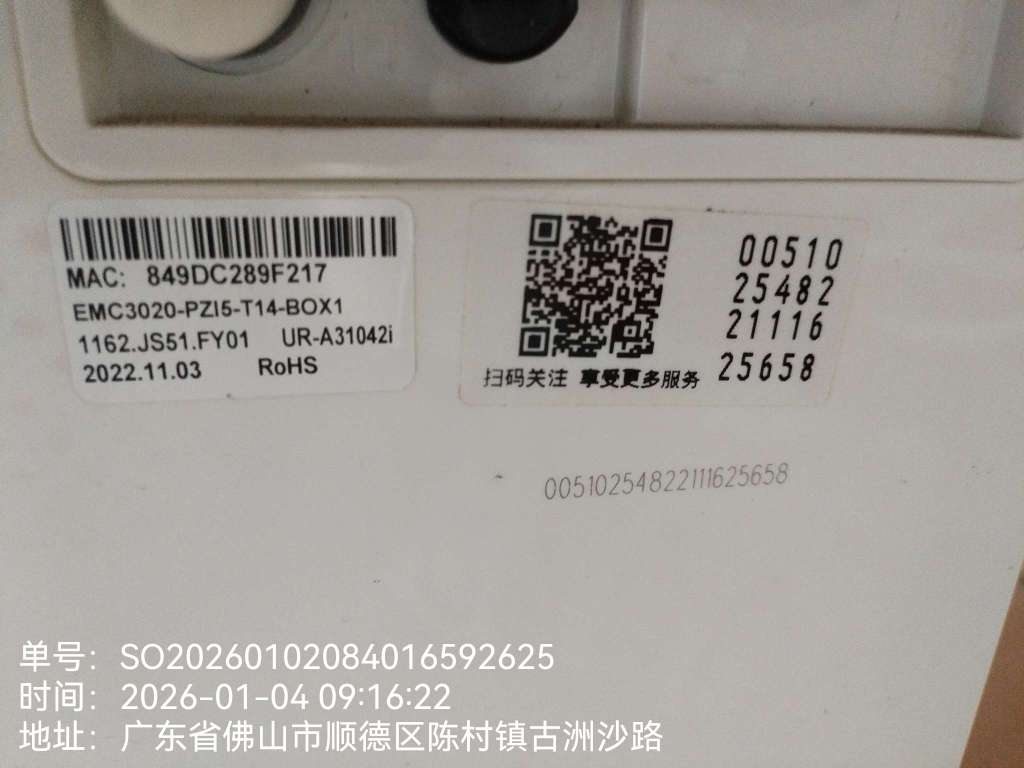 MAC: 849DC289F217
EMC3020-PZI5-T14-BOX1
1162.JS51.FY01 UR-A31042i
2022.11.03 RoHS
00510
25482
21116
25658
扫码关注 享受更多服务
00510254822111625658
单号: SO20260102084016592625
时间: 2026-01-04 09:16:22
地址: 广东省佛山市顺德区陈村镇古洲沙路